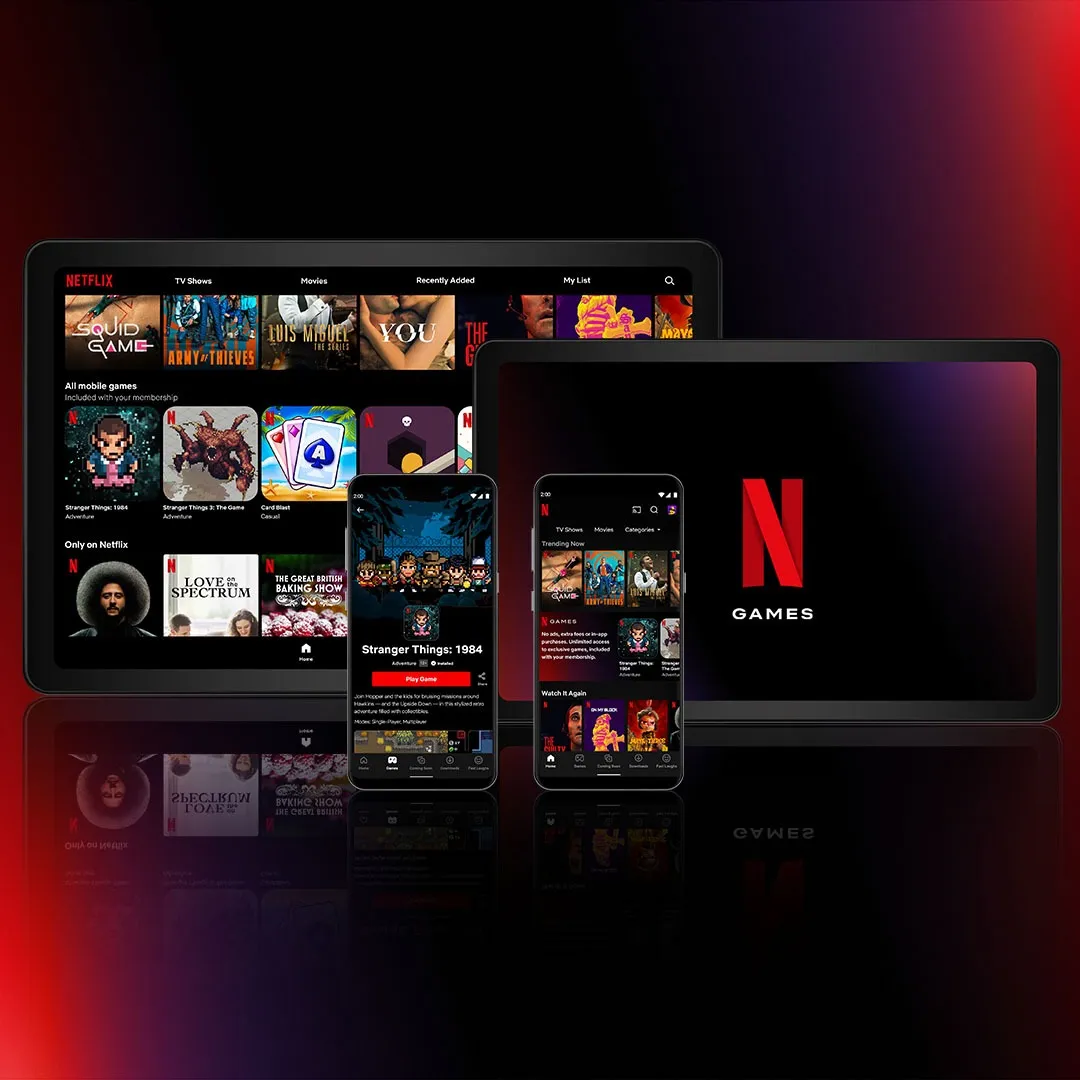 NETFLIX TV Shows Movies Recently Added My List
SQUID
GAME
ARMY OF THIEVES
LUIS MIGUEL
THE SERIES
YOU
THE
All mobile games
Included with your membership
A
Stranger Things: 1984
Adventure
Stranger Things 3: The Game
Adventure
Card Blast
Casual
Only on Netflix
LOVE on the
SPECTRUM
THE GREAT BRITISH
BAKING SHOW
Home
2:00
Stranger Things: 1984
Adventure Installed
Play Game
Share
Join Hopper and the kids for bruising missions around
Hawkins — and the Upside Down — in this stylized retro
adventure filled with collectibles.
Modes: Single-Player, Multiplayer
Home Games Coming Soon Downloads Fast Laughs
2:00
N
TV Shows Movies Categories
Trending Now
SQUID
GAME
ARMY OF THIEVES
LUIS MIGUEL
N GAMES
No ads, extra fees or in-app
purchases. Unlimited access
to exclusive games, included
with your membership.
Stranger Things:
1984
Adventure
Watch It Again
THE
GUILTY
ON MY BLOCK
Home Games Coming Soon Downloads Fast Laughs
N
GAMES